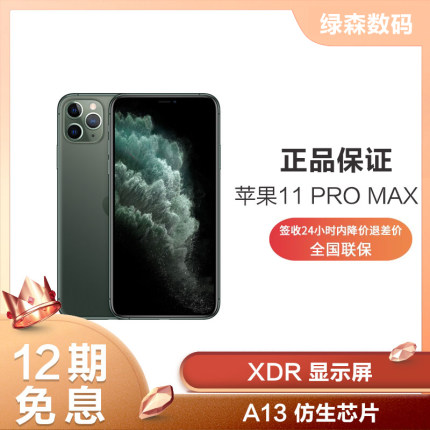 绿森数码
正品保证
苹果11 PRO MAX
签收24小时内降价退差价
全国联保
12期
免息
XDR 显示屏
A13 仿生芯片